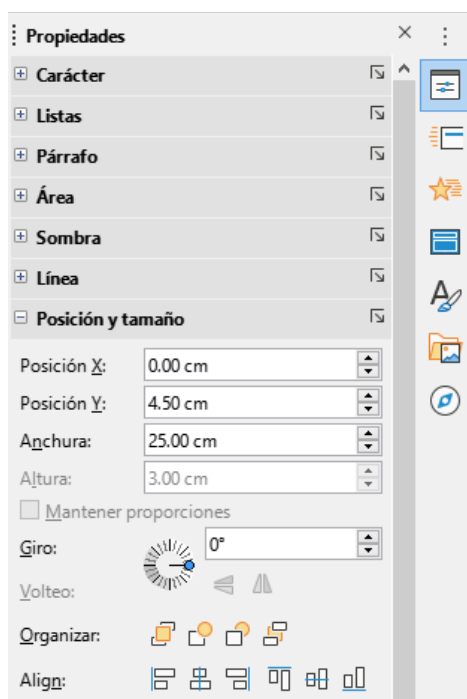 Propiedades
Carácter
Listas
Párrafo
Área
Sombra
Línea
Posición y tamaño
Posición X: 0.00 cm
Posición Y: 4.50 cm
Anchura: 25.00 cm
Altura: 3.00 cm
Mantener proporciones
Giro: 0°
Volteo:
Organizar:
Align: